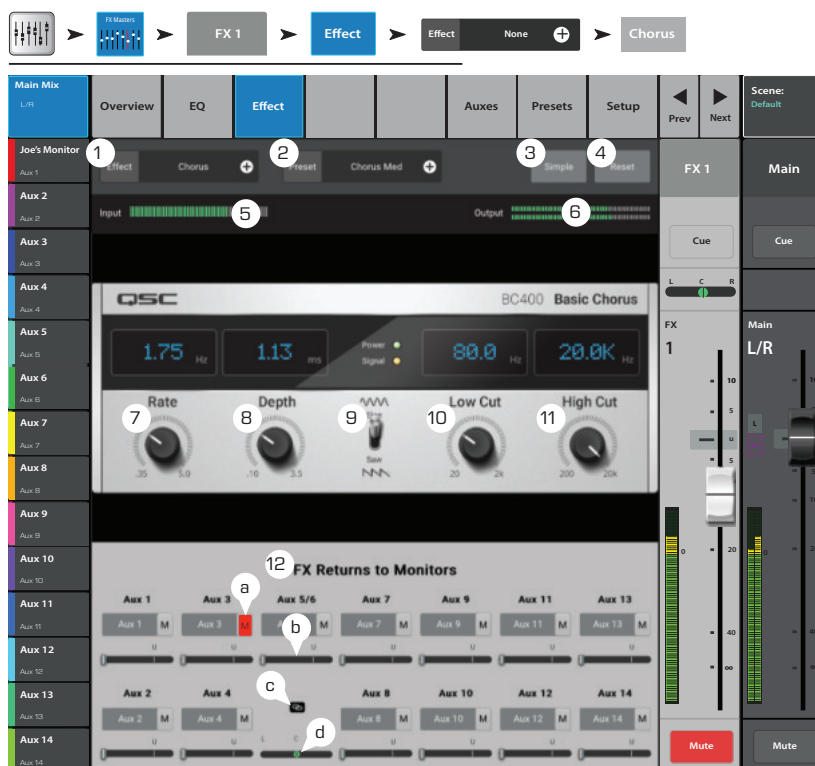 FX Masters
FX 1
Effect
Effect None
Chorus
Main Mix
L/R
Overview EQ Effect Auxes Presets Setup
Prev Next
Scene:
Default
Joe's Monitor
Aux 1
Aux 2
Aux 2
Aux 3
Aux 3
Aux 4
Aux 4
Aux 5
Aux 5
Aux 6
Aux 6
Aux 7
Aux 7
Aux 8
Aux 8
Aux 9
Aux 9
Aux 10
Aux 10
Aux 11
Aux 11
Aux 12
Aux 12
Aux 13
Aux 13
Aux 14
Aux 14
1 2 3 4
Effect Chorus Preset Chorus Med Simple Reset
Input 5 Output 6
QSC BC400 Basic Chorus
1.75 Hz 1.13 ms Power Signal 80.0 Hz 20.0K Hz
Rate Depth Low Cut High Cut
7 8 9 10 11
Saw
.35 5.0 .10 3.5 20 2k 200 20k
12 FX Returns to Monitors
a
Aux 1 Aux 3 Aux 5/6 Aux 7 Aux 9 Aux 11 Aux 13
Aux 1 M Aux 3 M M Aux 7 M Aux 9 M Aux 11 M Aux 13 M
b
U U U U U U U
c
Aux 2 Aux 4 Aux 8 Aux 10 Aux 12 Aux 14
Aux 2 M Aux 4 M Aux 8 M Aux 10 M Aux 12 M Aux 14 M
d
U U L C U U U U
FX 1
Cue
L C R
FX
1
10
5
U
5
0
20
40
∞
Mute
Main
Cue
Main
L/R
L
0
Mute